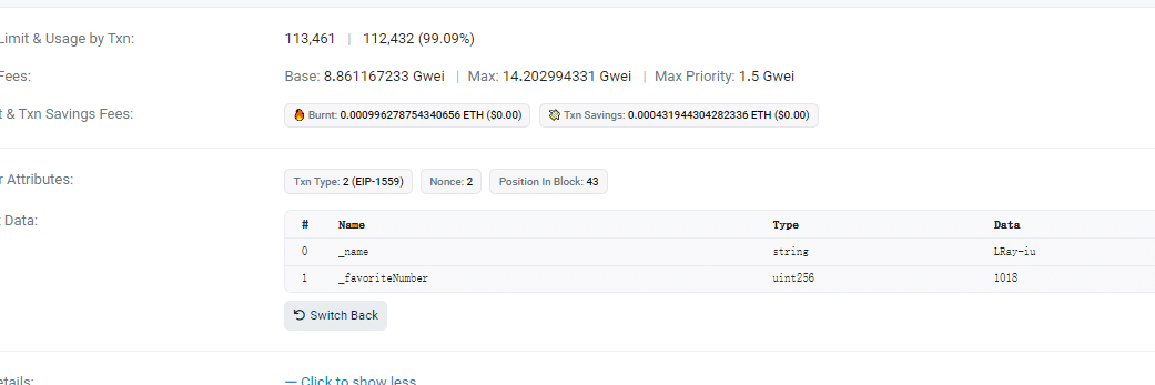 Limit & Usage by Txn: 113,461 | 112,432 (99.09%)
Fees: Base: 8.861167233 Gwei | Max: 14.202994331 Gwei | Max Priority: 1.5 Gwei
t & Txn Savings Fees: Burnt: 0.000996278754340656 ETH ($0.00) Txn Savings: 0.000431944304282336 ETH ($0.00)
r Attributes: Txn Type: 2 (EIP-1559) Nonce: 2 Position In Block: 43
t Data:
# Name Type Data
0 _name string LRay-iu
1 _favoriteNumber uint256 1018
Switch Back
etails: — Click to show less